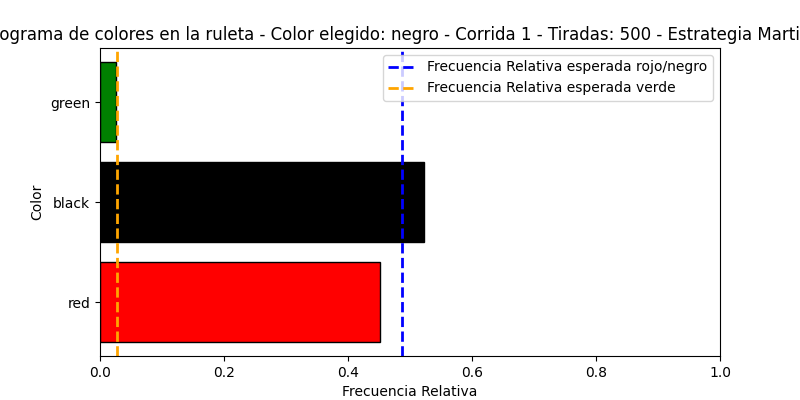 ograma de colores en la ruleta - Color elegido: negro - Corrida 1 - Tiradas: 500 - Estrategia Marti
Frecuencia Relativa esperada rojo/negro
Frecuencia Relativa esperada verde
green
black
red
Color
0.0 0.2 0.4 0.6 0.8 1.0
Frecuencia Relativa